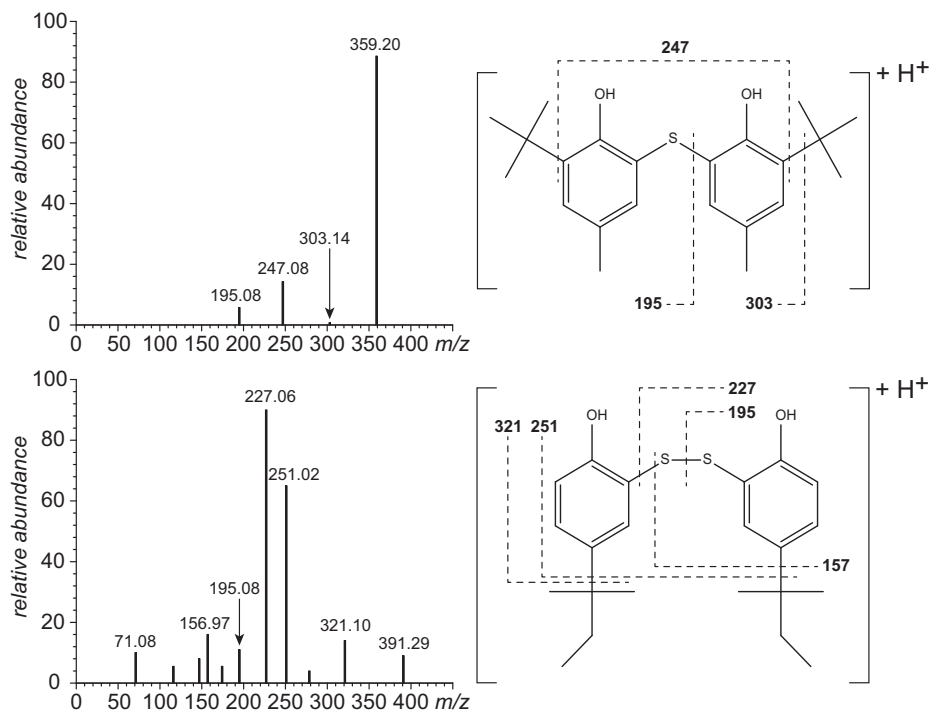 relative abundance
100
80
60
40
20
0
359.20
303.14
247.08
195.08
0 50 100 150 200 250 300 350 400 m/z
247
+ H+
OH OH
S
195 303
relative abundance
100
80
60
40
20
0
227.06
251.02
195.08
156.97
71.08
321.10
391.29
0 50 100 150 200 250 300 350 400 m/z
227
+ H+
195
OH OH
321 251
S S
157